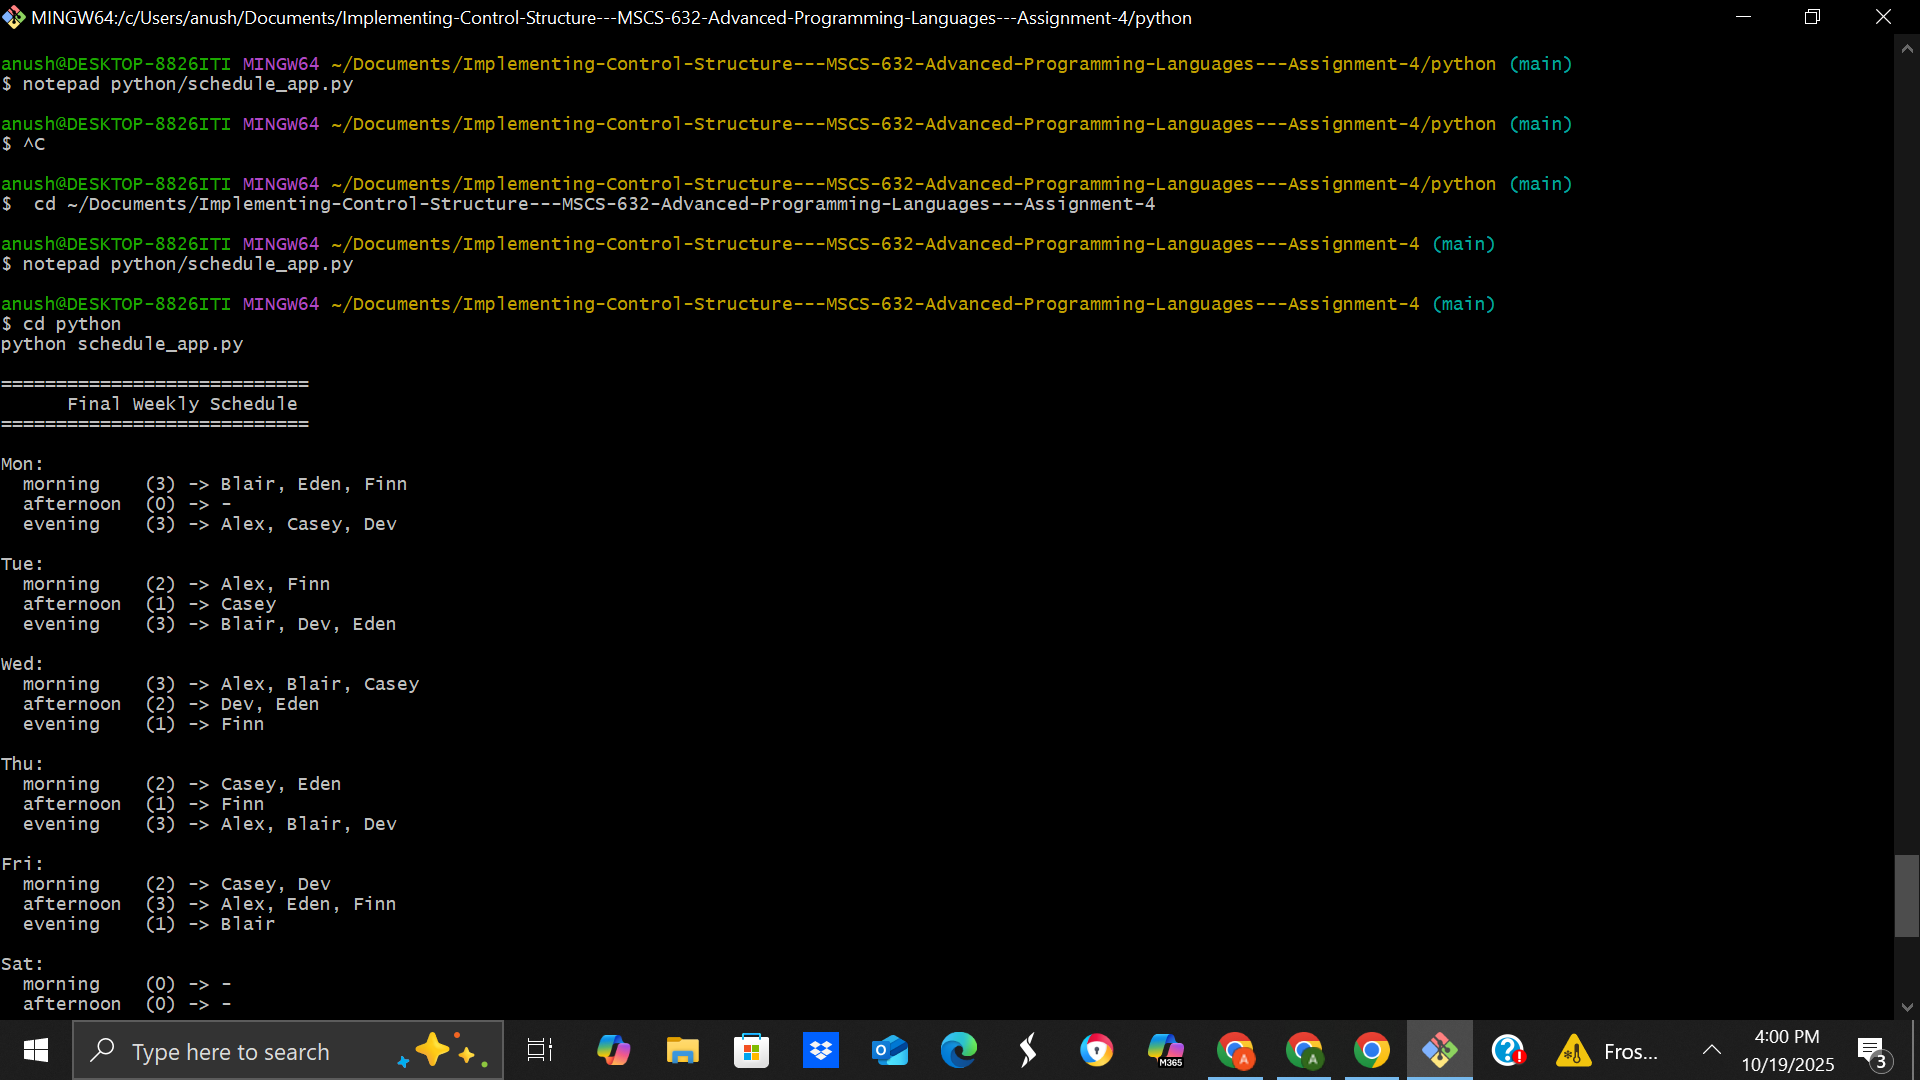 MINGW64:/c/Users/anush/Documents/Implementing-Control-Structure---MSCS-632-Advanced-Programming-Languages---Assignment-4/python
anush@DESKTOP-8826ITI MINGW64 ~/Documents/Implementing-Control-Structure---MSCS-632-Advanced-Programming-Languages---Assignment-4/python (main)
$ notepad python/schedule_app.py
anush@DESKTOP-8826ITI MINGW64 ~/Documents/Implementing-Control-Structure---MSCS-632-Advanced-Programming-Languages---Assignment-4/python (main)
$ ^C
anush@DESKTOP-8826ITI MINGW64 ~/Documents/Implementing-Control-Structure---MSCS-632-Advanced-Programming-Languages---Assignment-4/python (main)
$  cd ~/Documents/Implementing-Control-Structure---MSCS-632-Advanced-Programming-Languages---Assignment-4
anush@DESKTOP-8826ITI MINGW64 ~/Documents/Implementing-Control-Structure---MSCS-632-Advanced-Programming-Languages---Assignment-4 (main)
$ notepad python/schedule_app.py
anush@DESKTOP-8826ITI MINGW64 ~/Documents/Implementing-Control-Structure---MSCS-632-Advanced-Programming-Languages---Assignment-4 (main)
$ cd python
python schedule_app.py
============================
      Final Weekly Schedule
============================
Mon:
  morning    (3) -> Blair, Eden, Finn
  afternoon  (0) -> -
  evening    (3) -> Alex, Casey, Dev
Tue:
  morning    (2) -> Alex, Finn
  afternoon  (1) -> Casey
  evening    (3) -> Blair, Dev, Eden
Wed:
  morning    (3) -> Alex, Blair, Casey
  afternoon  (2) -> Dev, Eden
  evening    (1) -> Finn
Thu:
  morning    (2) -> Casey, Eden
  afternoon  (1) -> Finn
  evening    (3) -> Alex, Blair, Dev
Fri:
  morning    (2) -> Casey, Dev
  afternoon  (3) -> Alex, Eden, Finn
  evening    (1) -> Blair
Sat:
  morning    (0) -> -
  afternoon  (0) -> -
Type here to search
M365
A
A
Fros...
4:00 PM
10/19/2025
3